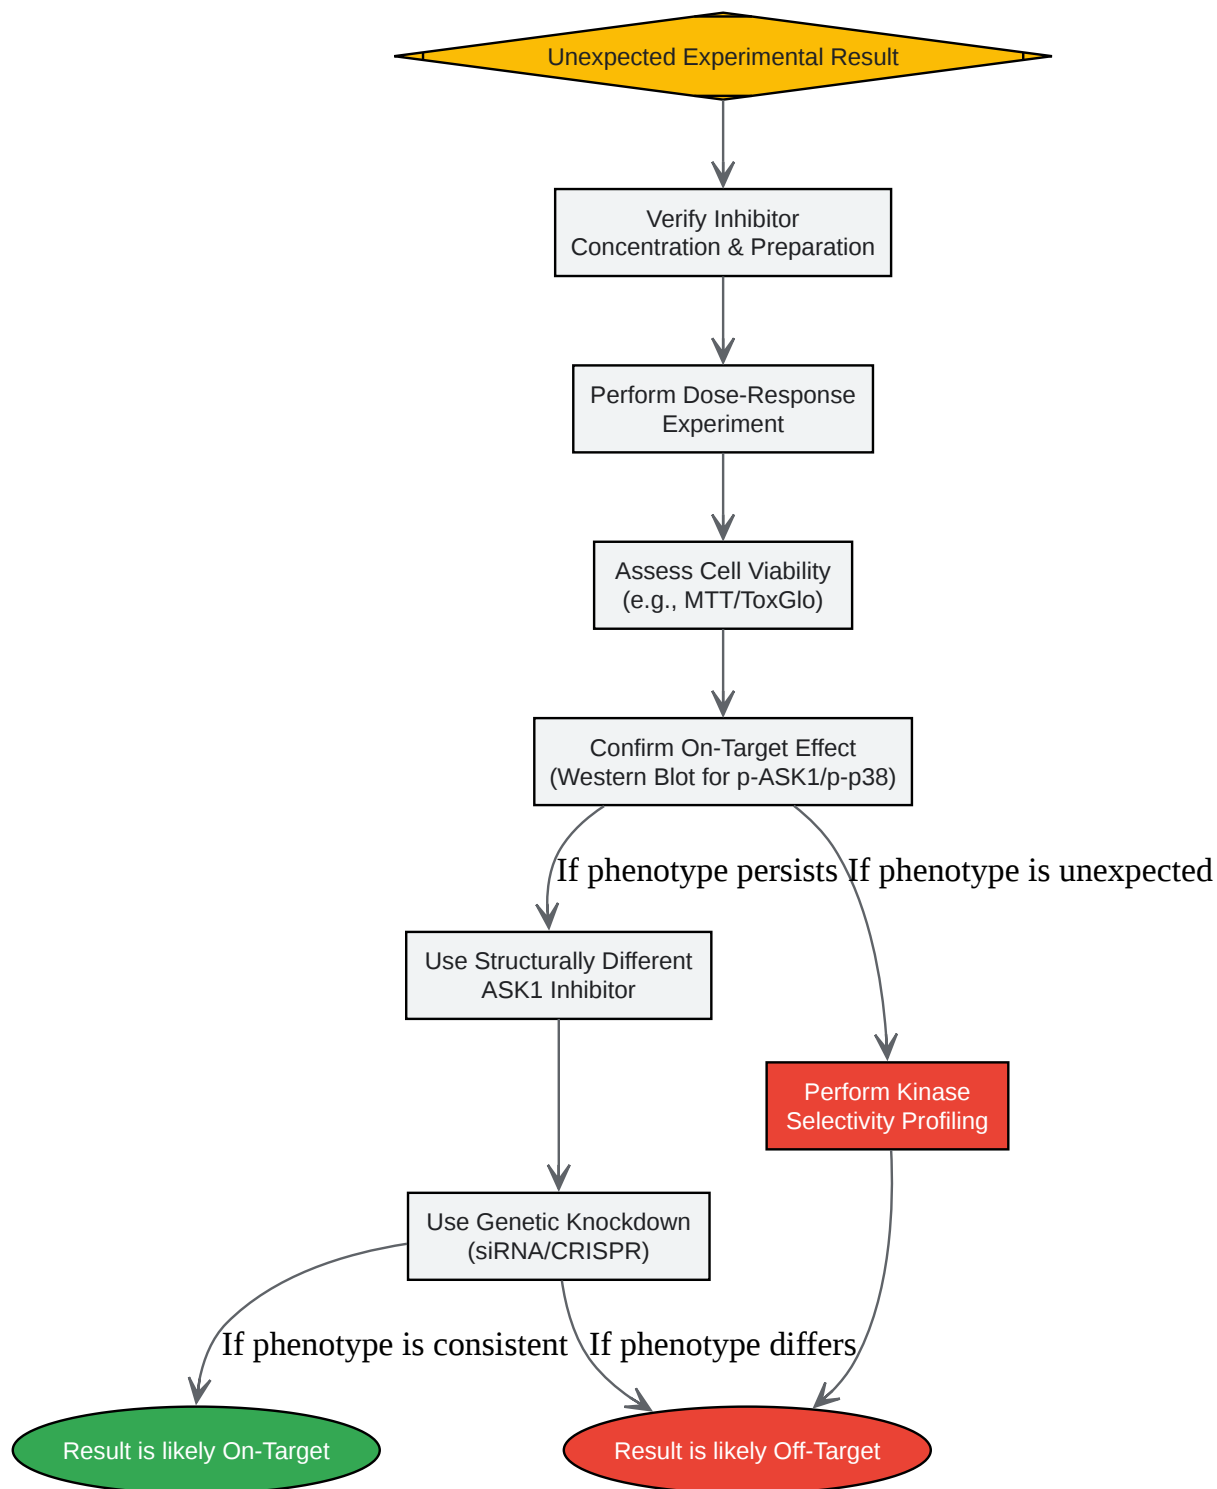 Unexpected Experimental Result
Verify Inhibitor
Concentration & Preparation
Perform Dose-Response
Experiment
Assess Cell Viability
(e.g., MTT/ToxGlo)
Confirm On-Target Effect
(Western Blot for p-ASK1/p-p38)
If phenotype persists
If phenotype is unexpected
Use Structurally Different
ASK1 Inhibitor
Perform Kinase
Selectivity Profiling
Use Genetic Knockdown
(siRNA/CRISPR)
If phenotype is consistent
If phenotype differs
Result is likely On-Target
Result is likely Off-Target